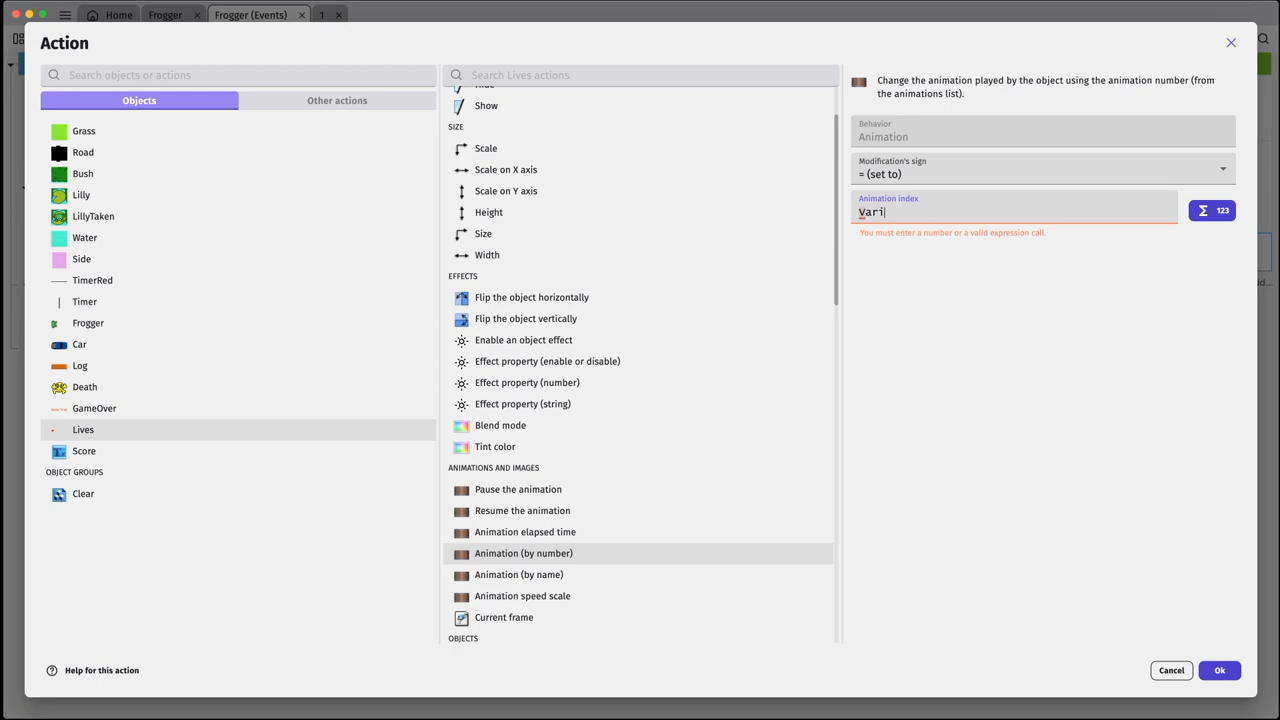 Home
Frogger
Frogger (Events)
1
Action
Search objects or actions
Objects
Other actions
Grass
Road
Bush
Lilly
LillyTaken
Water
Side
TimerRed
Timer
Frogger
Car
Log
Death
GameOver
Lives
Score
OBJECT GROUPS
Clear
Search Lives actions
Hide
Show
SIZE
Scale
Scale on X axis
Scale on Y axis
Height
Size
Width
EFFECTS
Flip the object horizontally
Flip the object vertically
Enable an object effect
Effect property (enable or disable)
Effect property (number)
Effect property (string)
Blend mode
Tint color
ANIMATIONS AND IMAGES
Pause the animation
Resume the animation
Animation elapsed time
Animation (by number)
Animation (by name)
Animation speed scale
Current frame
OBJECTS
Change the animation played by the object using the animation number (from
the animations list).
Behavior
Animation
Modification's sign
= (set to)
Animation index
Vari
Σ 123
You must enter a number or a valid expression call.
Help for this action
Cancel
Ok